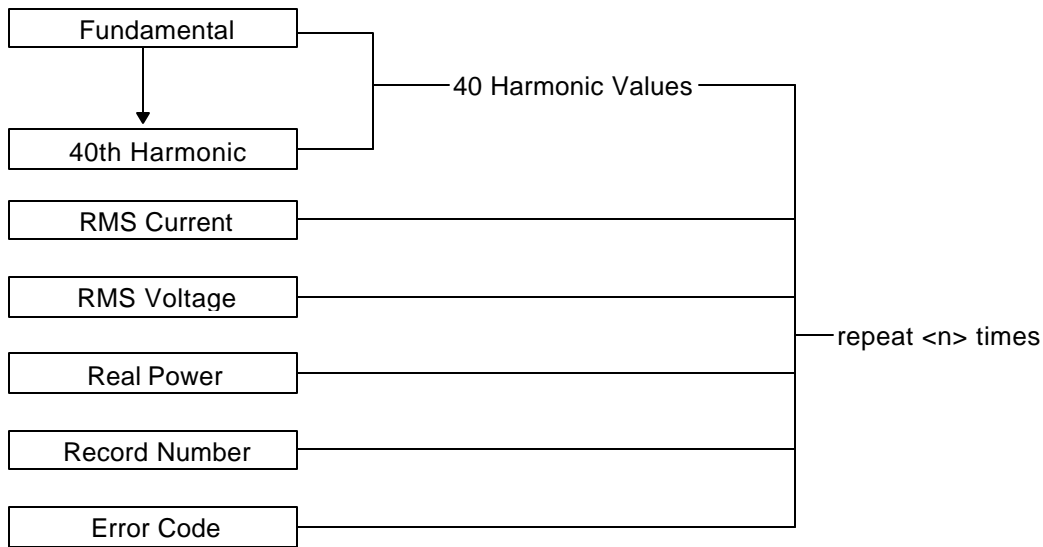 Fundamental
40 Harmonic Values
40th Harmonic
RMS Current
RMS Voltage
repeat <n> times
Real Power
Record Number
Error Code